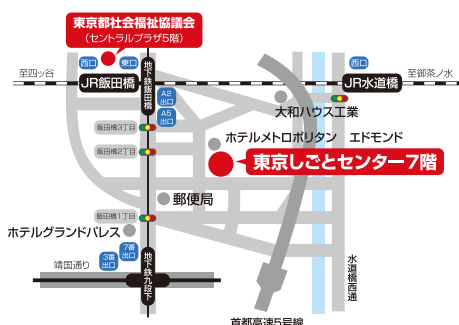 東京都社会福祉協議会
(セントラルプラザ5階)
西口
東口
西口
至四ッ谷
JR飯田橋
地下鉄飯田橋
JR水道橋
至御茶ノ水
A2
出口
A5
出口
大和ハウス工業
飯田橋3丁目
ホテルメトロポリタン エドモンド
飯田橋2丁目
東京しごとセンター7階
郵便局
飯田橋1丁目
ホテルグランドパレス
7番
出口
3番
出口
靖国通り
地下鉄九段下
水道橋西通
首都高速5号線